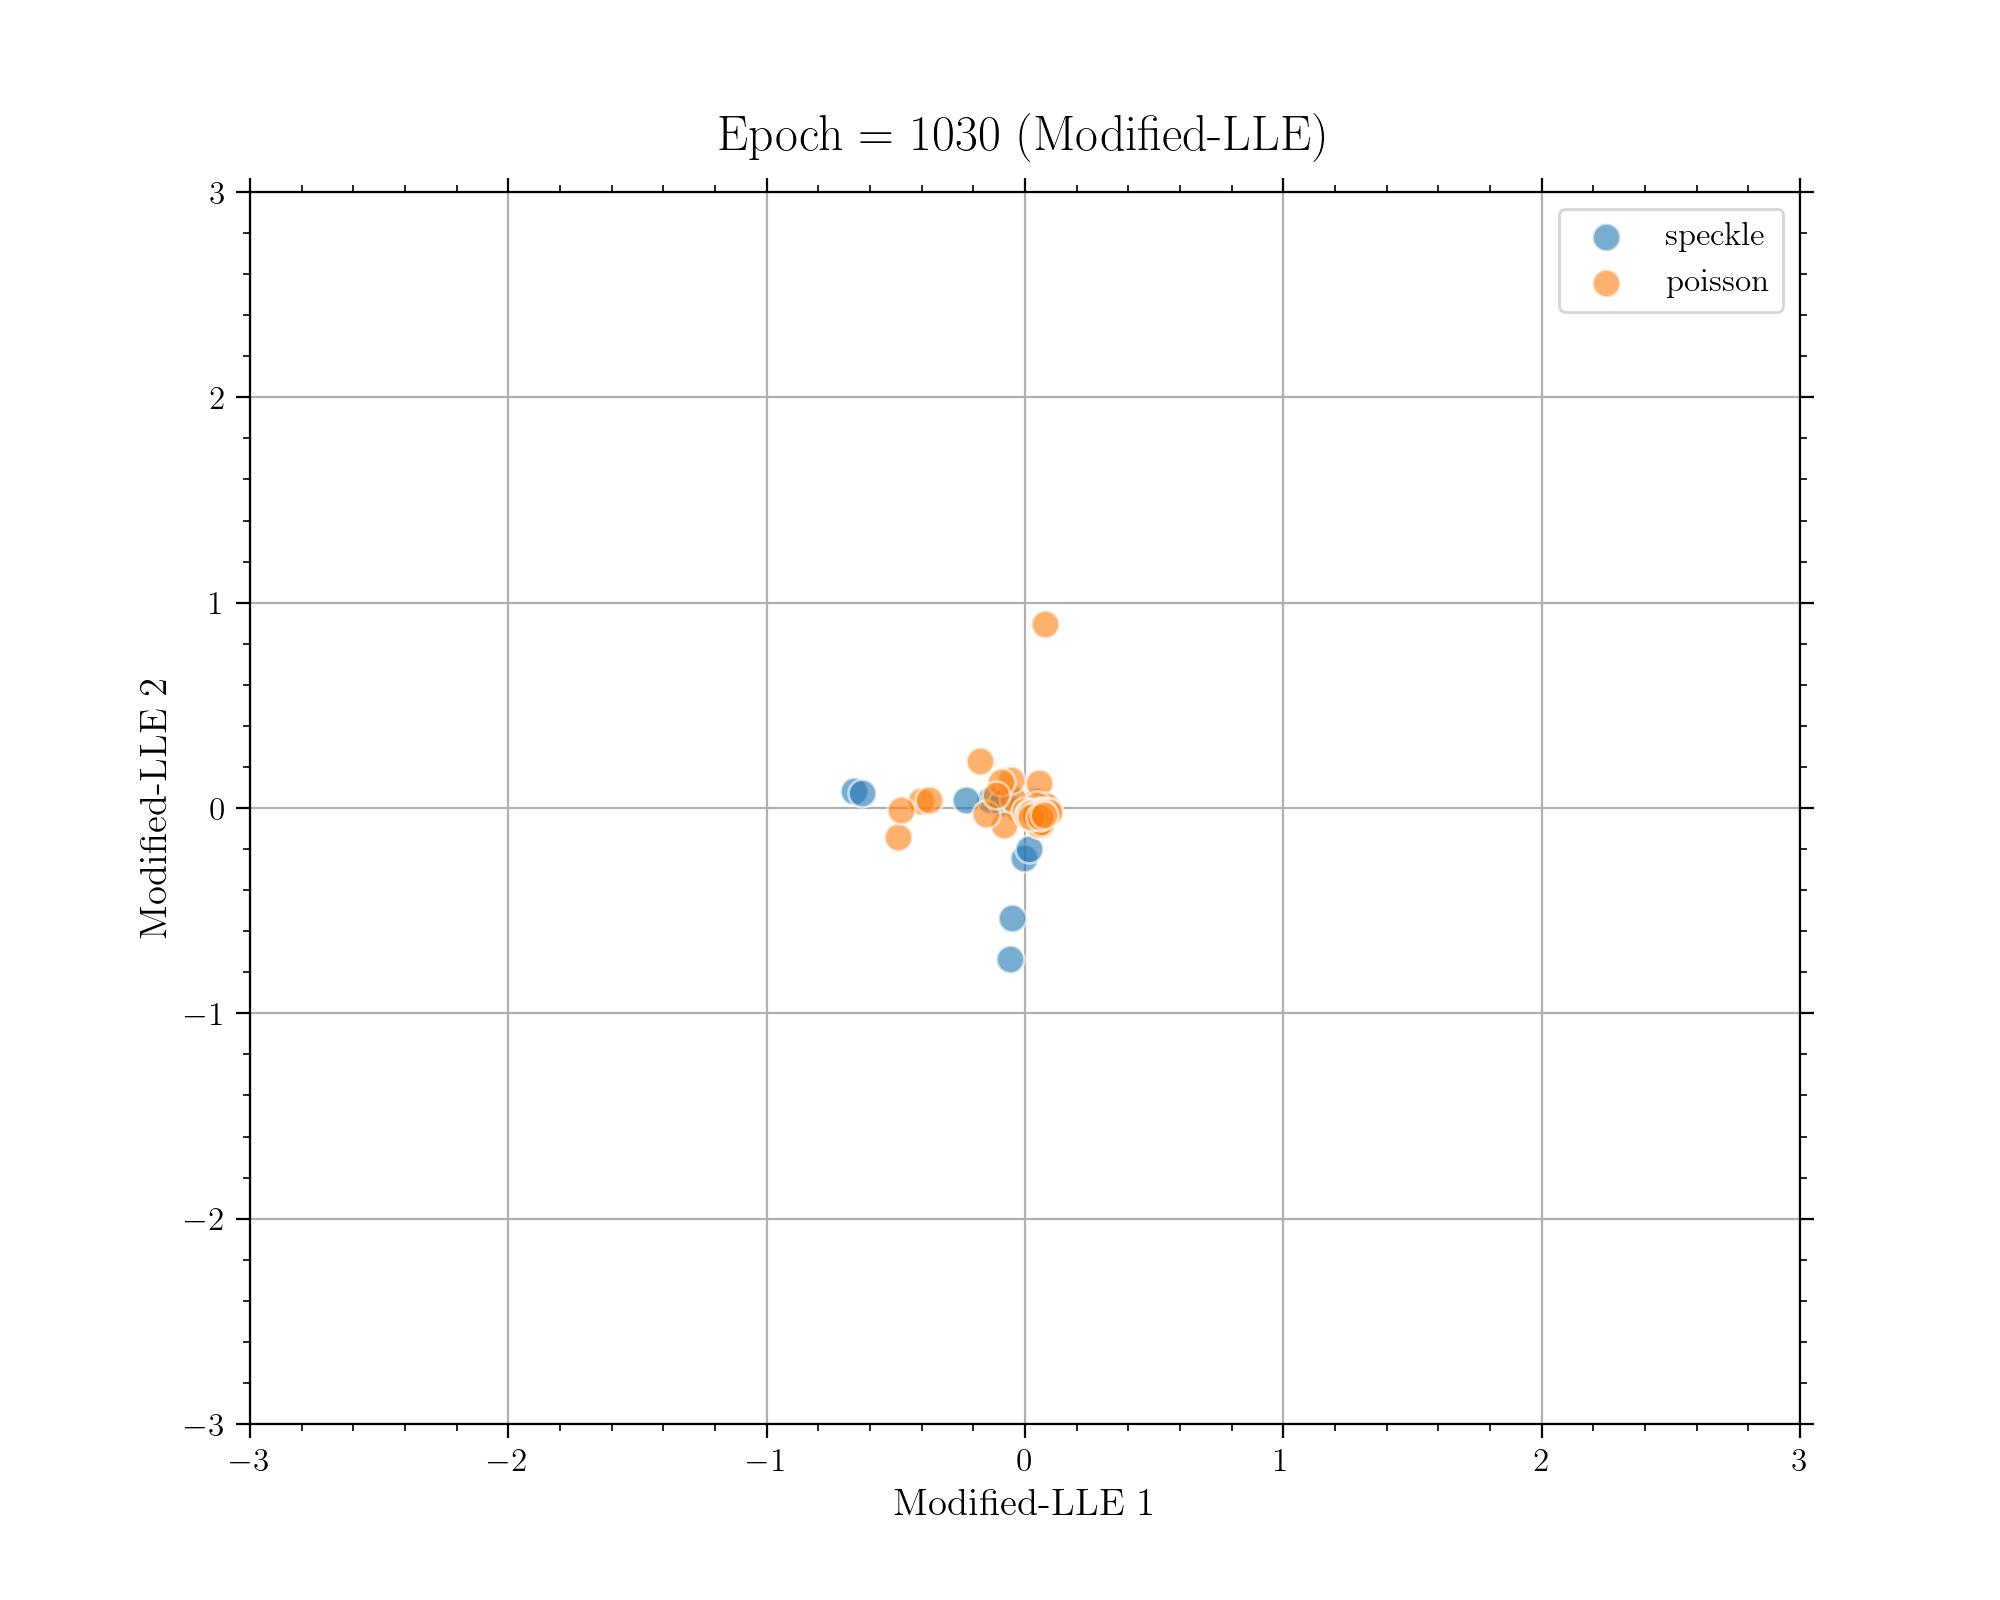 Epoch = 1030 (Modified-LLE)
speckle
poisson
3
2
1
0
−1
−2
−3
Modified-LLE 2
−3 −2 −1 0 1 2 3
Modified-LLE 1